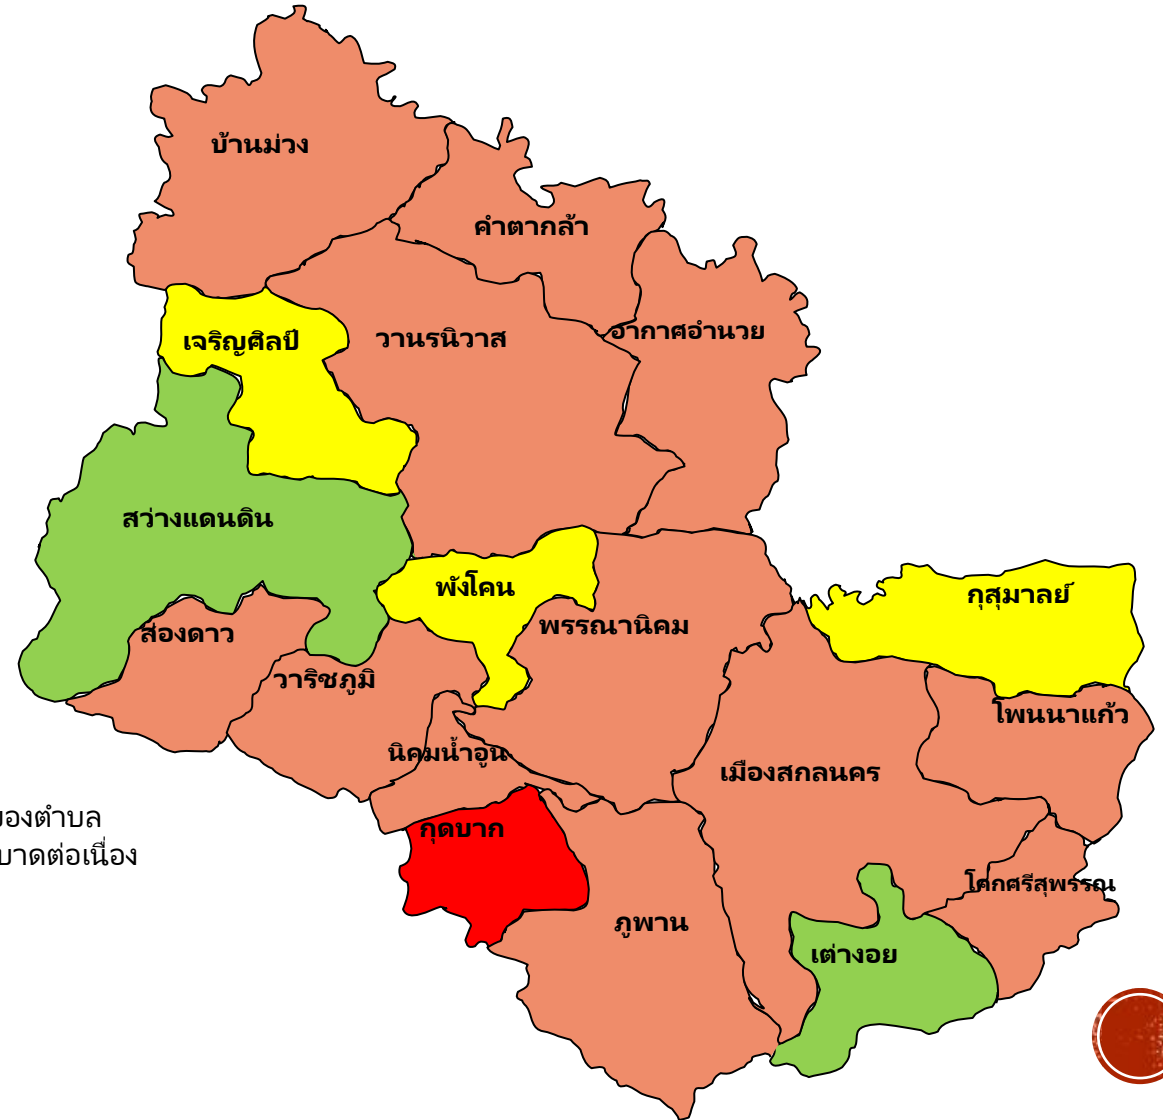 บ้านม่วง
คำตากล้า
อากาศอำนวย
วานรนิวาส
เจริญศิลป์
สว่างแดนดิน
พังโคน
กุสุมาลย์
พรรณานิคม
ส่องดาว
วาริชภูมิ
โพนนาแก้ว
นิคมน้ำอูน
เมืองสกลนคร
ของตำบล
กุดบาก
บาดต่อเนื่อง
โคกศรีสุพรรณ
ภูพาน
เต่างอย